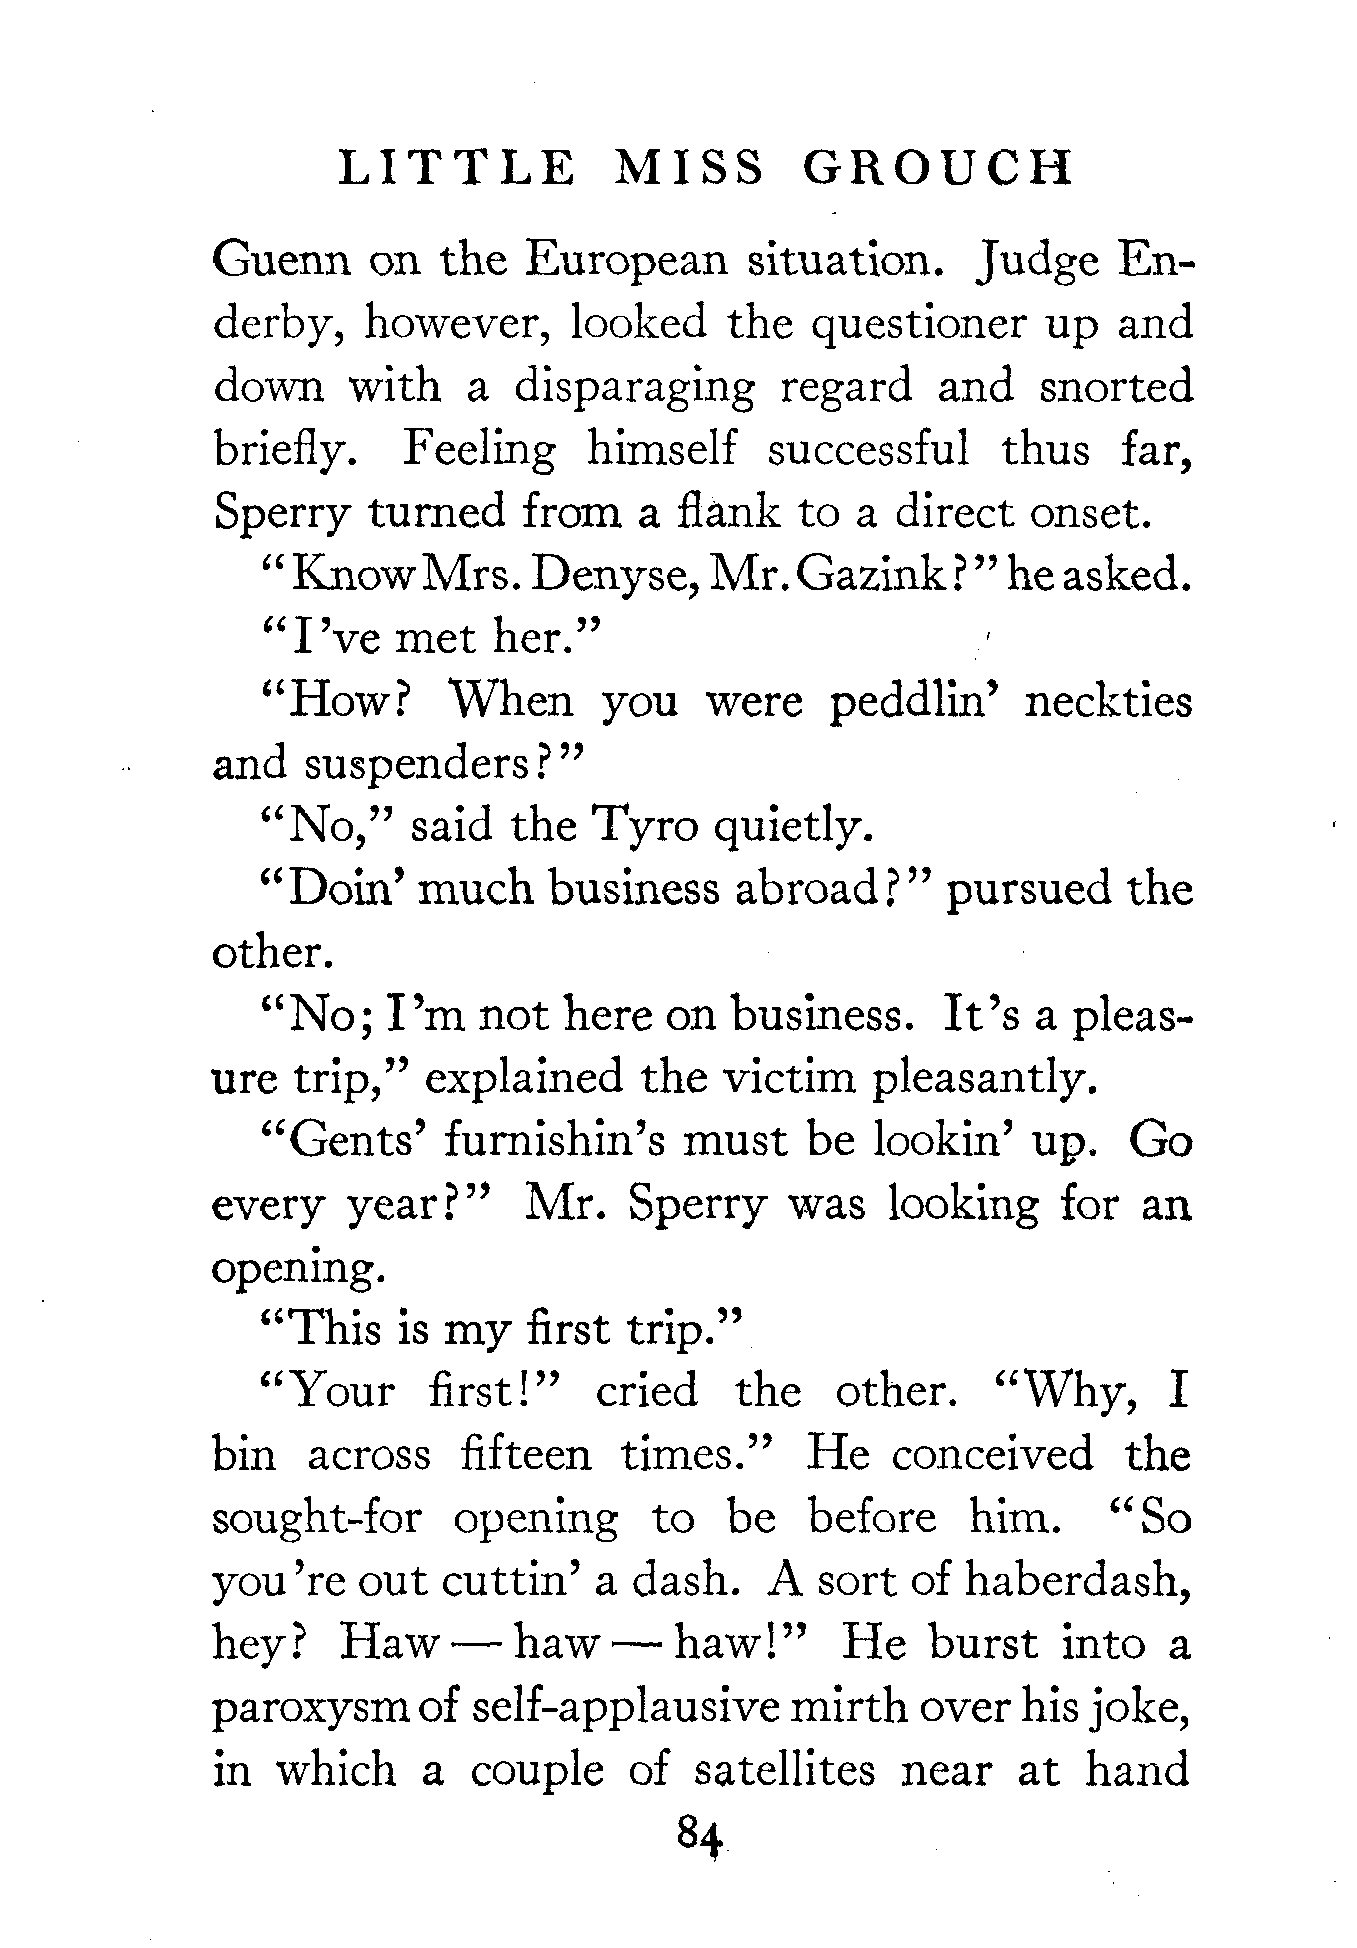 LITTLE MISS GROUCH
Guenn on the European situation. Judge En-
derby, however, looked the questioner up and
down with a disparaging regard and snorted
briefly. Feeling himself successful thus far,
Sperry turned from a flank to a direct onset.
"Know Mrs. Denyse, Mr. Gazink?" he asked.
"I've met her."
"How? When you were peddlin' neckties
and suspenders?"
"No," said the Tyro quietly.
"Doin' much business abroad?" pursued the
other.
"No; I'm not here on business. It's a pleas-
ure trip," explained the victim pleasantly.
"Gents' furnishin's must be lookin' up. Go
every year?" Mr. Sperry was looking for an
opening.
"This is my first trip."
"Your first!" cried the other. "Why, I
bin across fifteen times." He conceived the
sought-for opening to be before him. "So
you're out cuttin' a dash. A sort of haberdash,
hey? Haw — haw — haw!" He burst into a
paroxysm of self-applausive mirth over his joke,
in which a couple of satellites near at hand
84